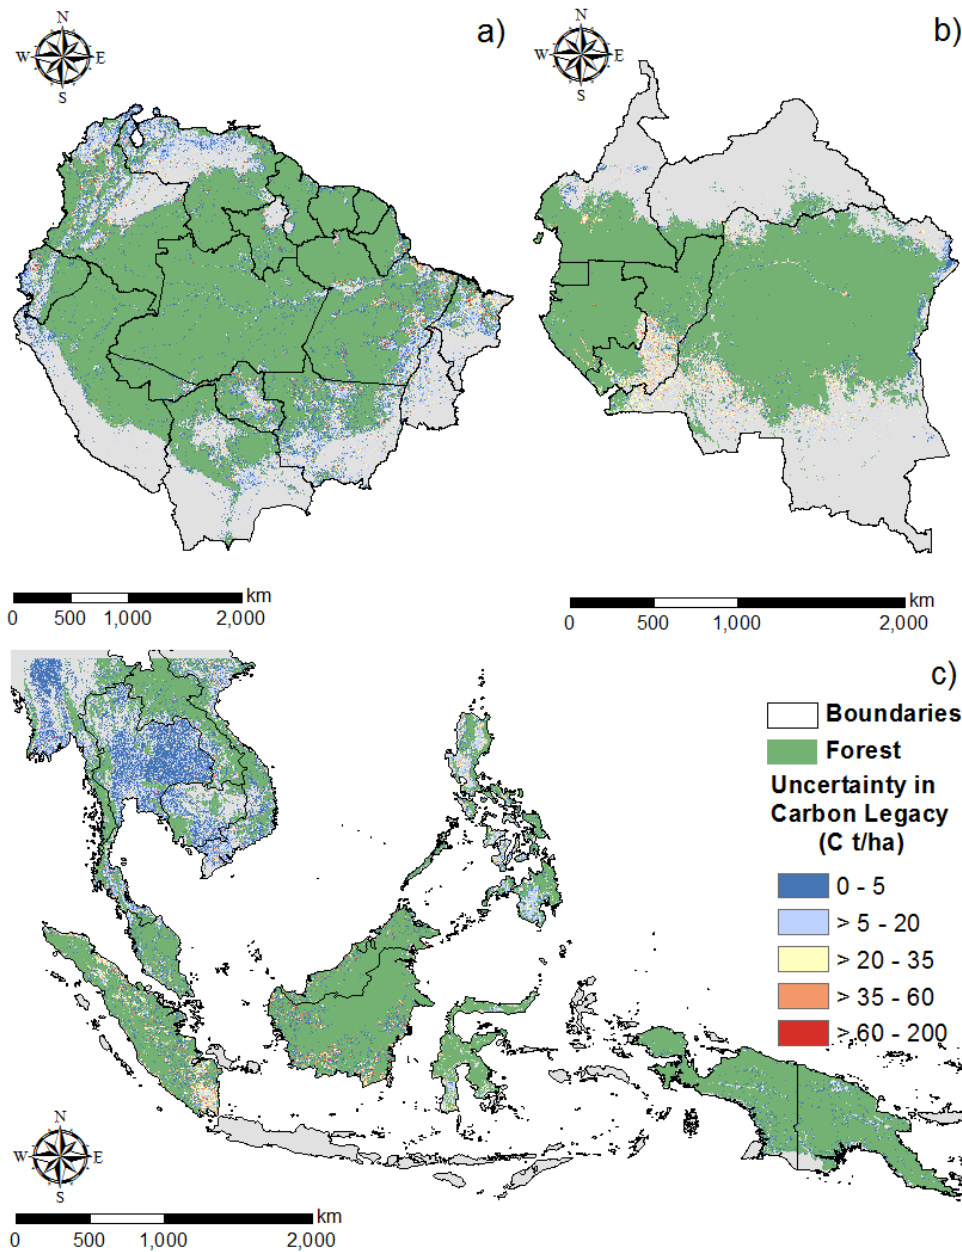 N
W E
S
a)
N
W E
S
b)
km
0 500 1,000 2,000
km
0 500 1,000 2,000
c)
Boundaries
Forest
Uncertainty in
Carbon Legacy
(C t/ha)
0 - 5
> 5 - 20
> 20 - 35
> 35 - 60
> 60 - 200
N
W E
S
km
0 500 1,000 2,000